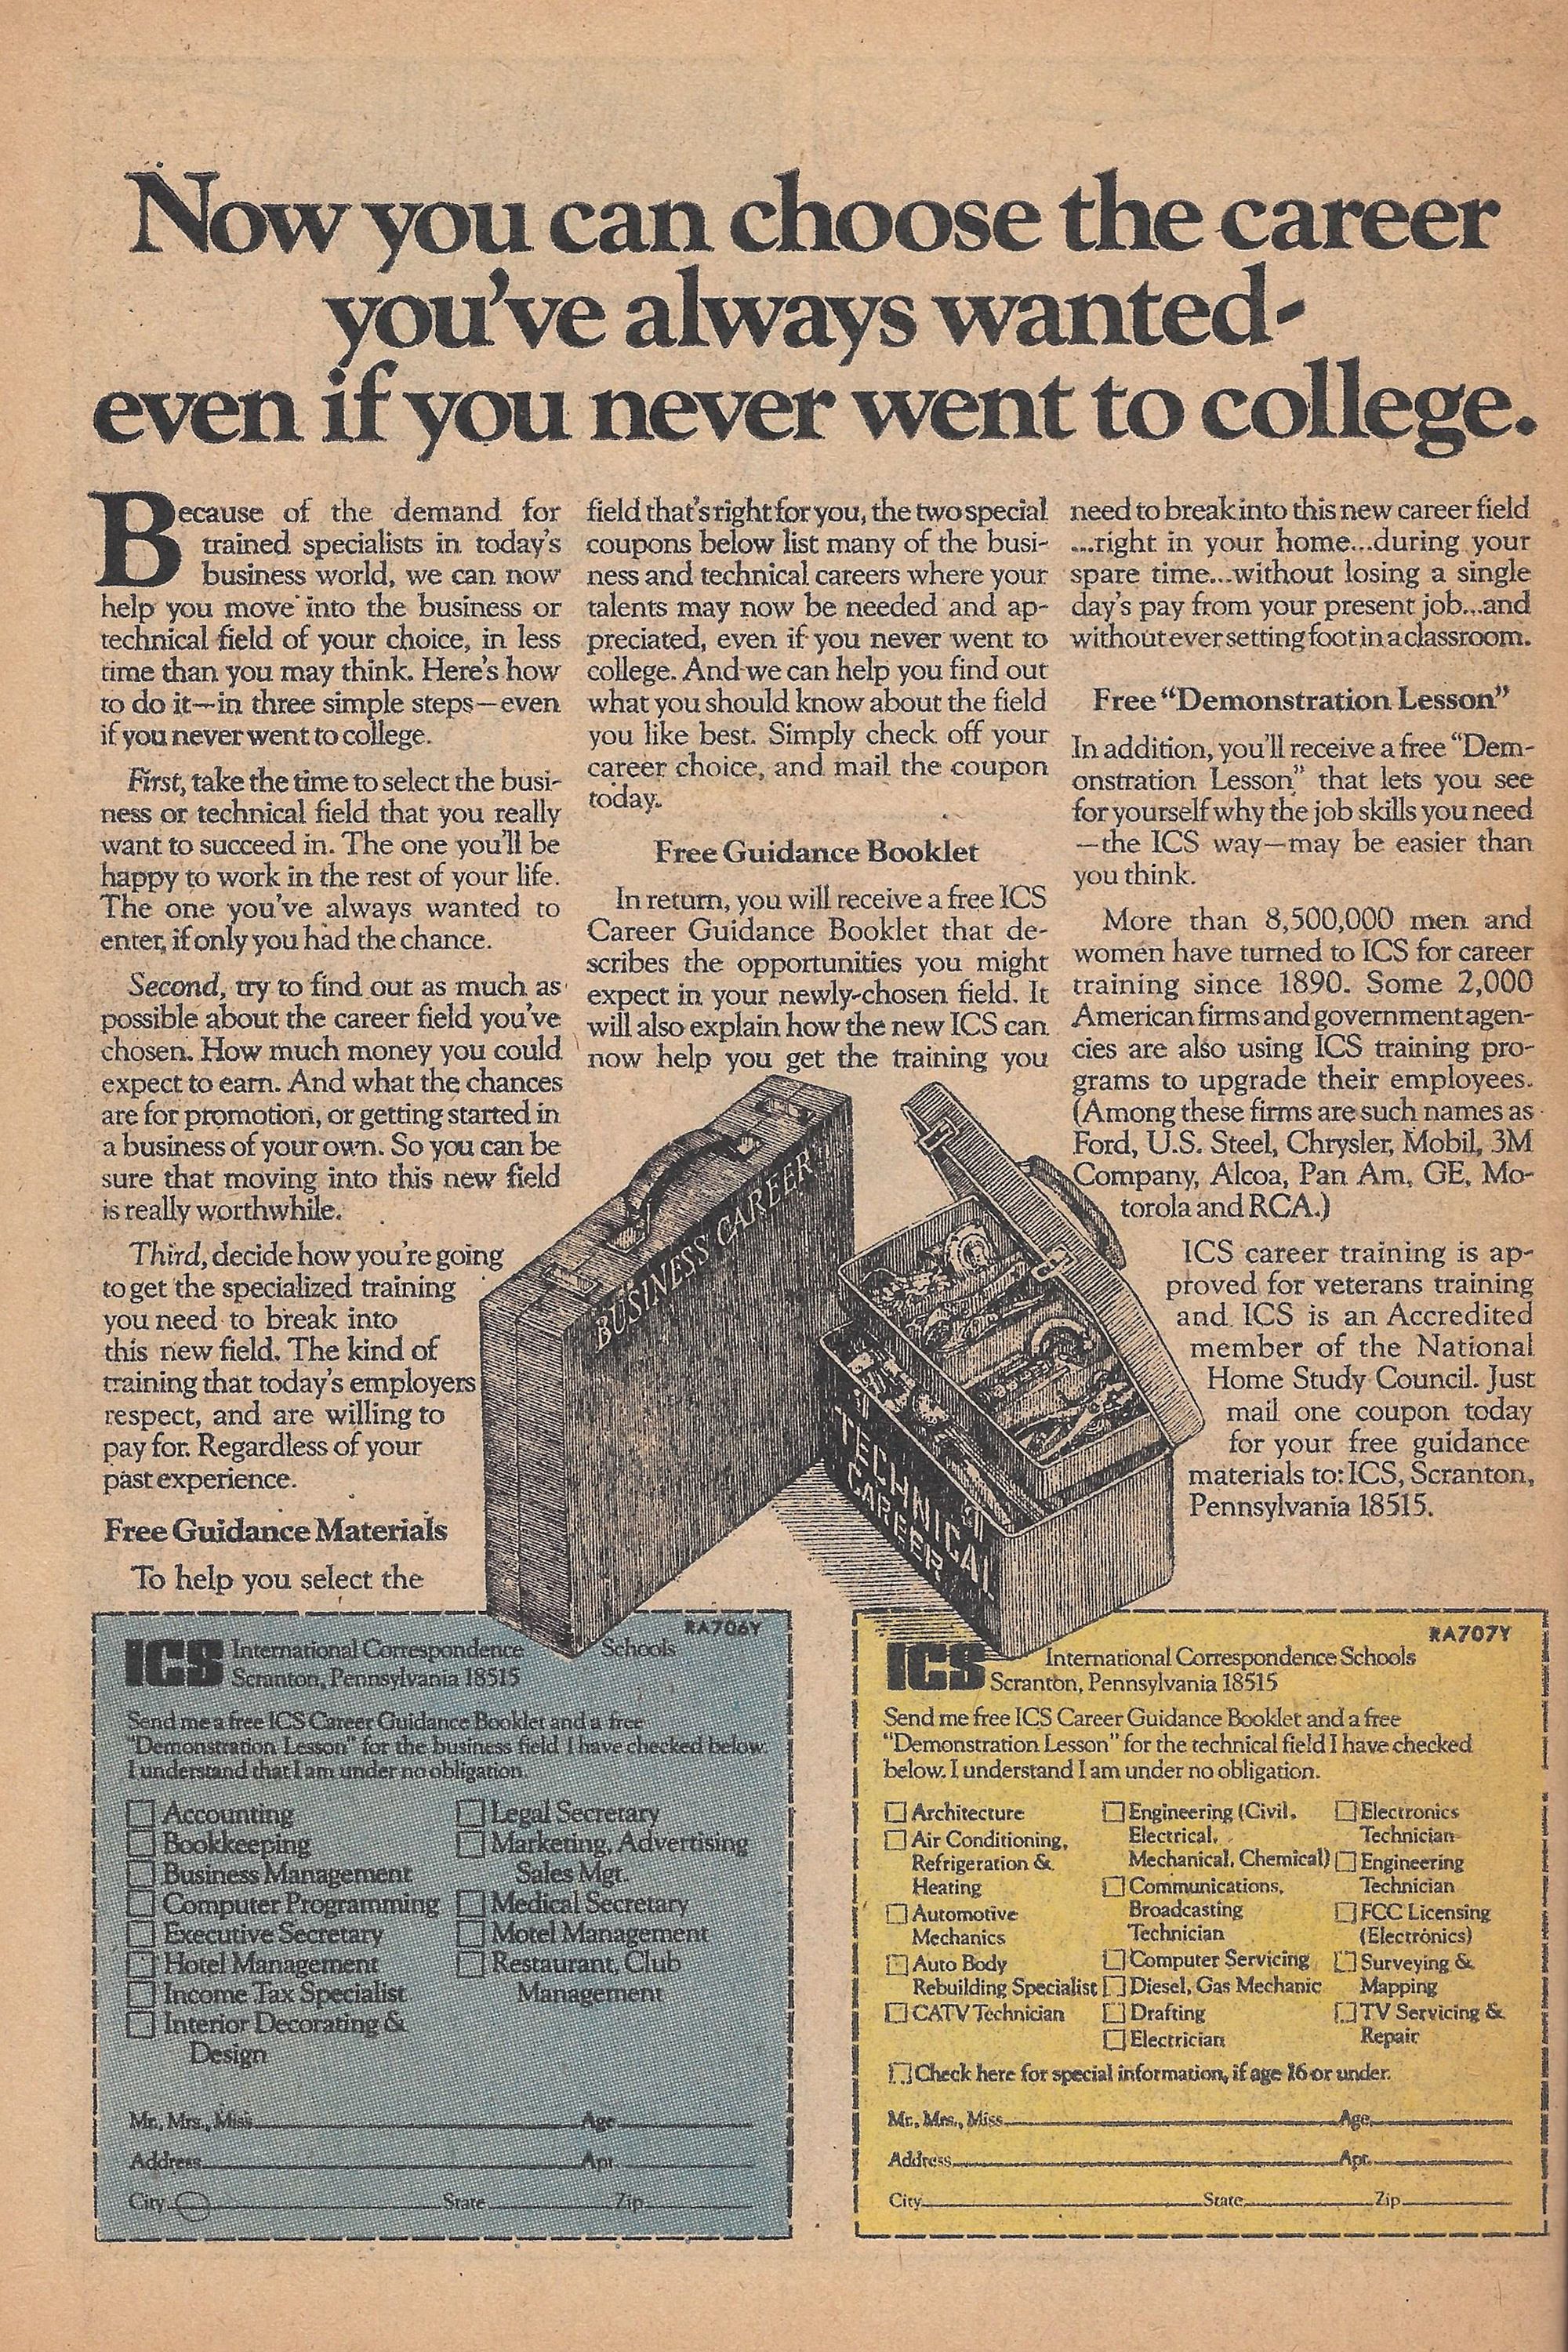 Now you can choose the career
you've always wanted-
even if you never went to college.
Because of the demand for
trained specialists in today's
business world, we can now
help you move into the business or
technical field of your choice, in less
time than you may think. Here's how
to do it—in three simple steps—even
if you never went to college.
First, take the time to select the busi-
ness or technical field that you really
want to succeed in. The one you'll be
happy to work in the rest of your life.
The one you've always wanted to
enter, if only you had the chance.
Second, try to find out as much as
possible about the career field you've
chosen. How much money you could
expect to earn. And what the chances
are for promotion, or getting started in
a business of your own. So you can be
sure that moving into this new field
is really worthwhile.
Third, decide how you're going
to get the specialized training
you need to break into
this new field. The kind of
training that today's employers
respect, and are willing to
pay for. Regardless of your
past experience.
Free Guidance Materials
To help you select the
field that's right for you, the two special
coupons below list many of the busi-
ness and technical careers where your
talents may now be needed and ap-
preciated, even if you never went to
college. And we can help you find out
what you should know about the field
you like best. Simply check off your
career choice, and mail the coupon
today.
Free Guidance Booklet
In return, you will receive a free ICS
Career Guidance Booklet that de-
scribes the opportunities you might
expect in your newly-chosen field. It
will also explain how the new ICS can
now help you get the training you
need to break into this new career field
...right in your home...during your
spare time...without losing a single
day's pay from your present job...and
without ever setting foot in a classroom.
Free "Demonstration Lesson"
In addition, you'll receive a free "Dem-
onstration Lesson" that lets you see
for yourself why the job skills you need
—the ICS way—may be easier than
you think.
More than 8,500,000 men and
women have turned to ICS for career
training since 1890. Some 2,000
American firms and government agen-
cies are also using ICS training pro-
grams to upgrade their employees.
(Among these firms are such names as
Ford, U.S. Steel, Chrysler, Mobil, 3M
Company, Alcoa, Pan Am, GE, Mo-
torola and RCA.)
ICS career training is ap-
proved for veterans training
and ICS is an Accredited
member of the National
Home Study Council. Just
mail one coupon today
for your free guidance
materials to: ICS, Scranton,
Pennsylvania 18515.
BUSINESS CAREER
TECHNICAL
CAREER
RA706Y
ICS International Correspondence Schools
Scranton, Pennsylvania 18515
Send me a free ICS Career Guidance Booklet and a free
"Demonstration Lesson" for the business field I have checked below.
I understand that I am under no obligation.
Accounting
Bookkeeping
Business Management
Computer Programming
Executive Secretary
Hotel Management
Income Tax Specialist
Interior Decorating &
Design
Legal Secretary
Marketing, Advertising
Sales Mgt.
Medical Secretary
Motel Management
Restaurant, Club
Management
Mr., Mrs., Miss Age
Address Apt.
City State Zip
RA707Y
ICS International Correspondence Schools
Scranton, Pennsylvania 18515
Send me free ICS Career Guidance Booklet and a free
"Demonstration Lesson" for the technical field I have checked
below. I understand I am under no obligation.
Architecture
Air Conditioning,
Refrigeration &
Heating
Automotive
Mechanics
Auto Body
Rebuilding Specialist
CATV Technician
Engineering (Civil,
Electrical,
Mechanical, Chemical)
Communications,
Broadcasting
Technician
Computer Servicing
Diesel, Gas Mechanic
Drafting
Electrician
Electronics
Technician
Engineering
Technician
FCC Licensing
(Electronics)
Surveying &
Mapping
TV Servicing &
Repair
Check here for special information, if age 16 or under.
Mr., Mrs., Miss Age
Address Apt.
City State Zip